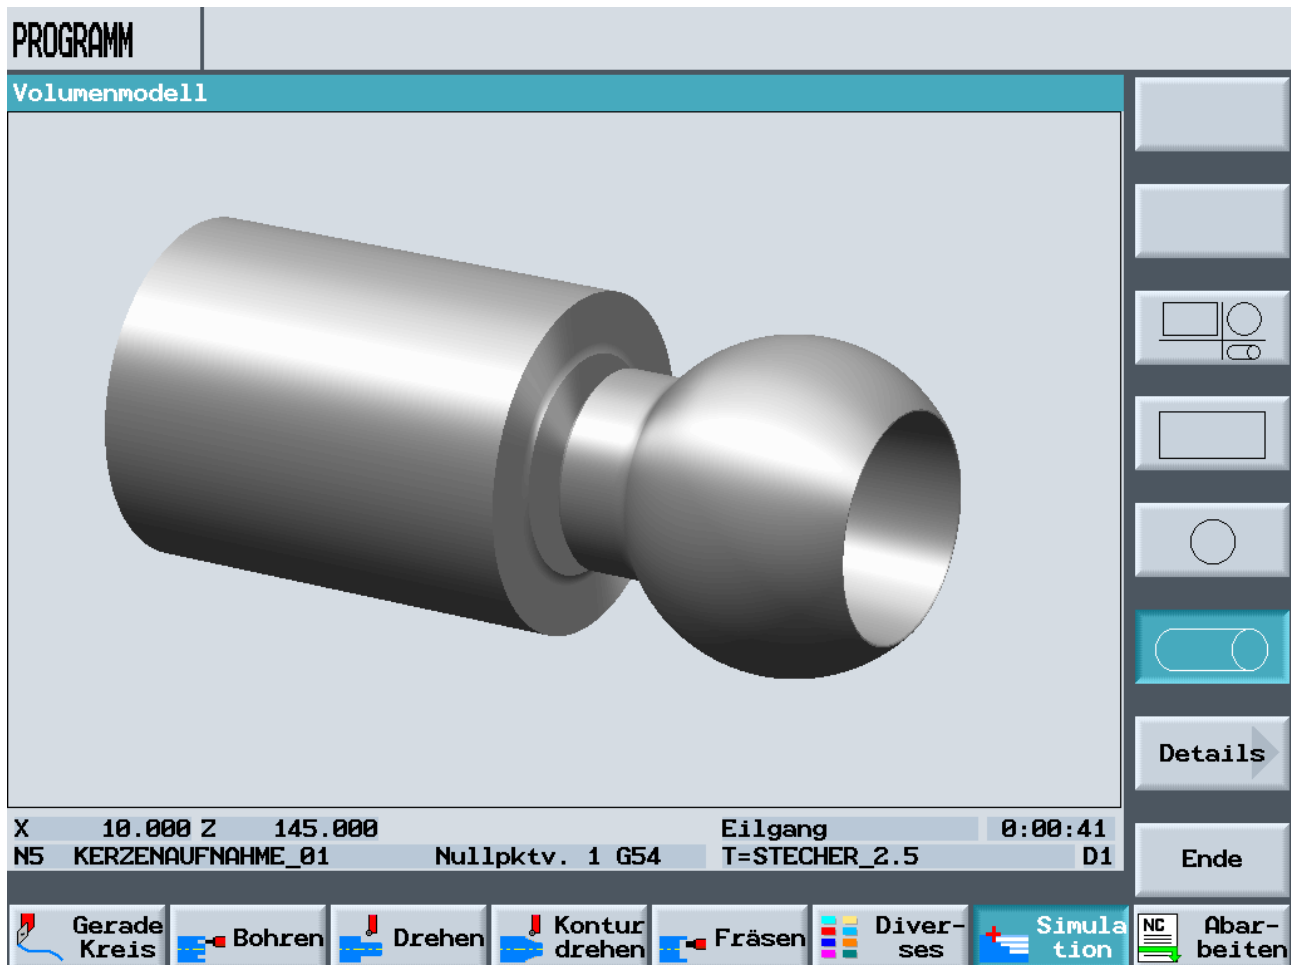 PROGRAMM
Volumenmodell
Details
X 10.000 Z 145.000 Eilgang 0:00:41
N5 KERZENAUFNAHME_01 Nullpktv. 1 G54 T=STECHER_2.5 D1
Ende
Gerade
Kreis
Bohren
Drehen
Kontur
drehen
Fräsen
Diver-
ses
Simula
tion
NC
Abar-
beiten